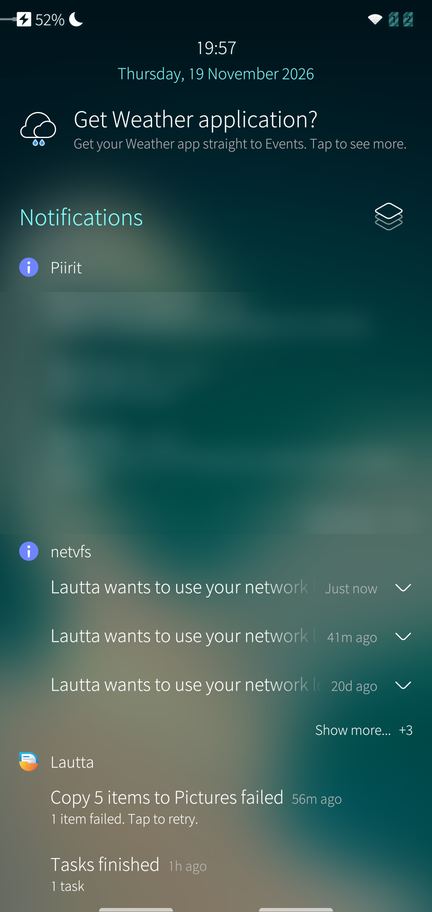 52%
19:57
Thursday, 19 November 2026
Get Weather application?
Get your Weather app straight to Events. Tap to see more.
Notifications
Piirit
netvfs
Lautta wants to use your network Just now
Lautta wants to use your network 41m ago
Lautta wants to use your network 20d ago
Show more... +3
Lautta
Copy 5 items to Pictures failed 56m ago
1 item failed. Tap to retry.
Tasks finished 1h ago
1 task